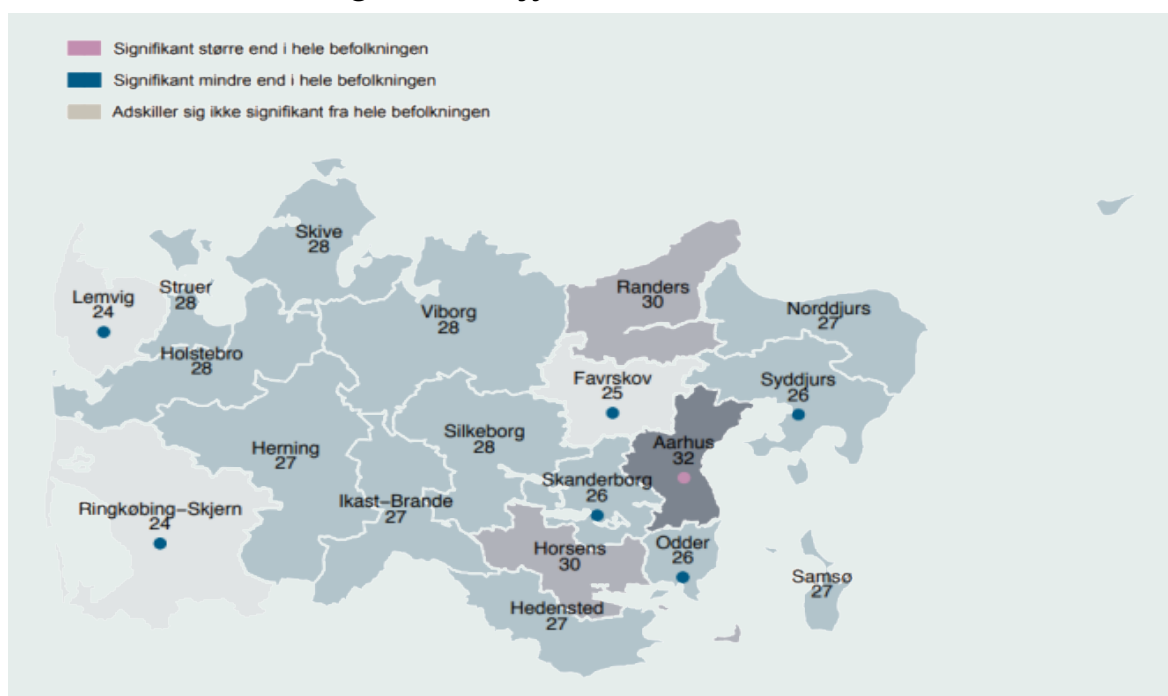 Signifikant større end i hele befolkningen
Signifikant mindre end i hele befolkningen
Adskiller sig ikke signifikant fra hele befolkningen
Skive
28
Struer
28
Lemvig
24
Randers
30
Norddjurs
27
Viborg
28
Holstebro
28
Favrskov
25
Syddjurs
26
Silkeborg
28
Aarhus
32
Herning
27
Skanderborg
26
Ikast–Brande
27
Ringkøbing–Skjern
24
Horsens
30
Odder
26
Samsø
27
Hedensted
27